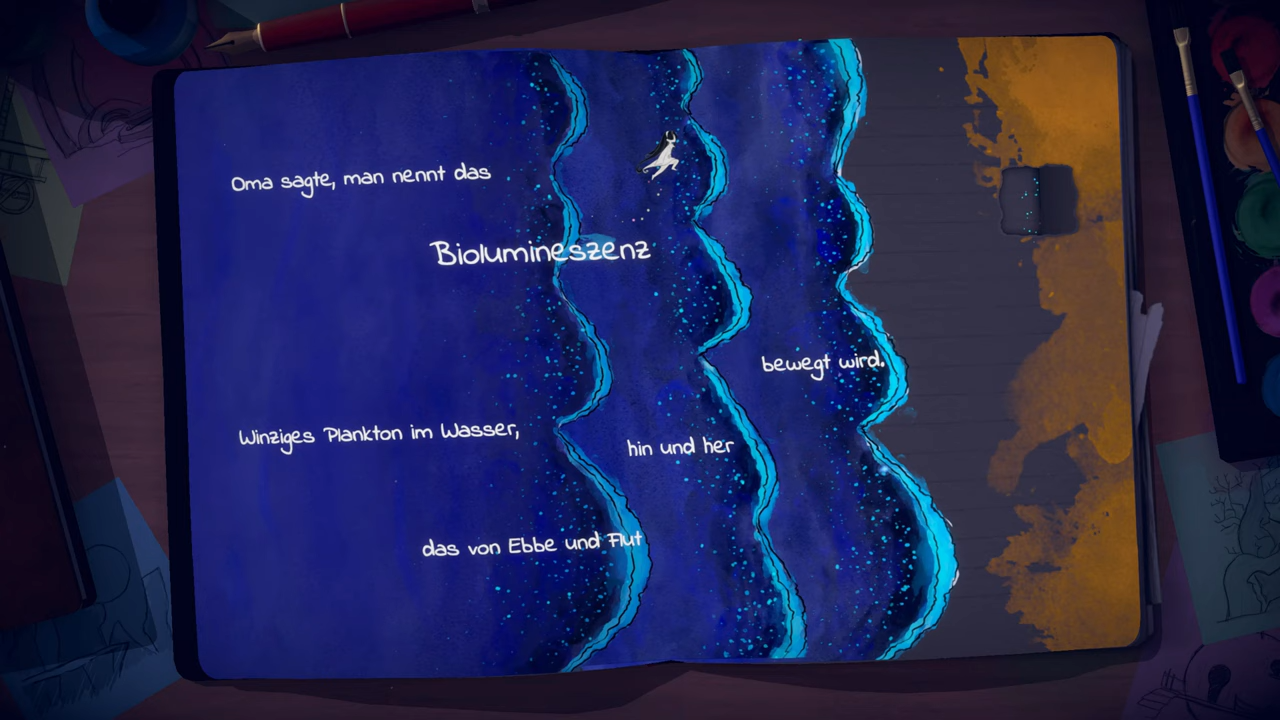 Oma sagte, man nennt das
Biolumineszenz
Winziges Plankton im Wasser,
das von Ebbe und Flut
hin und her
bewegt wird.